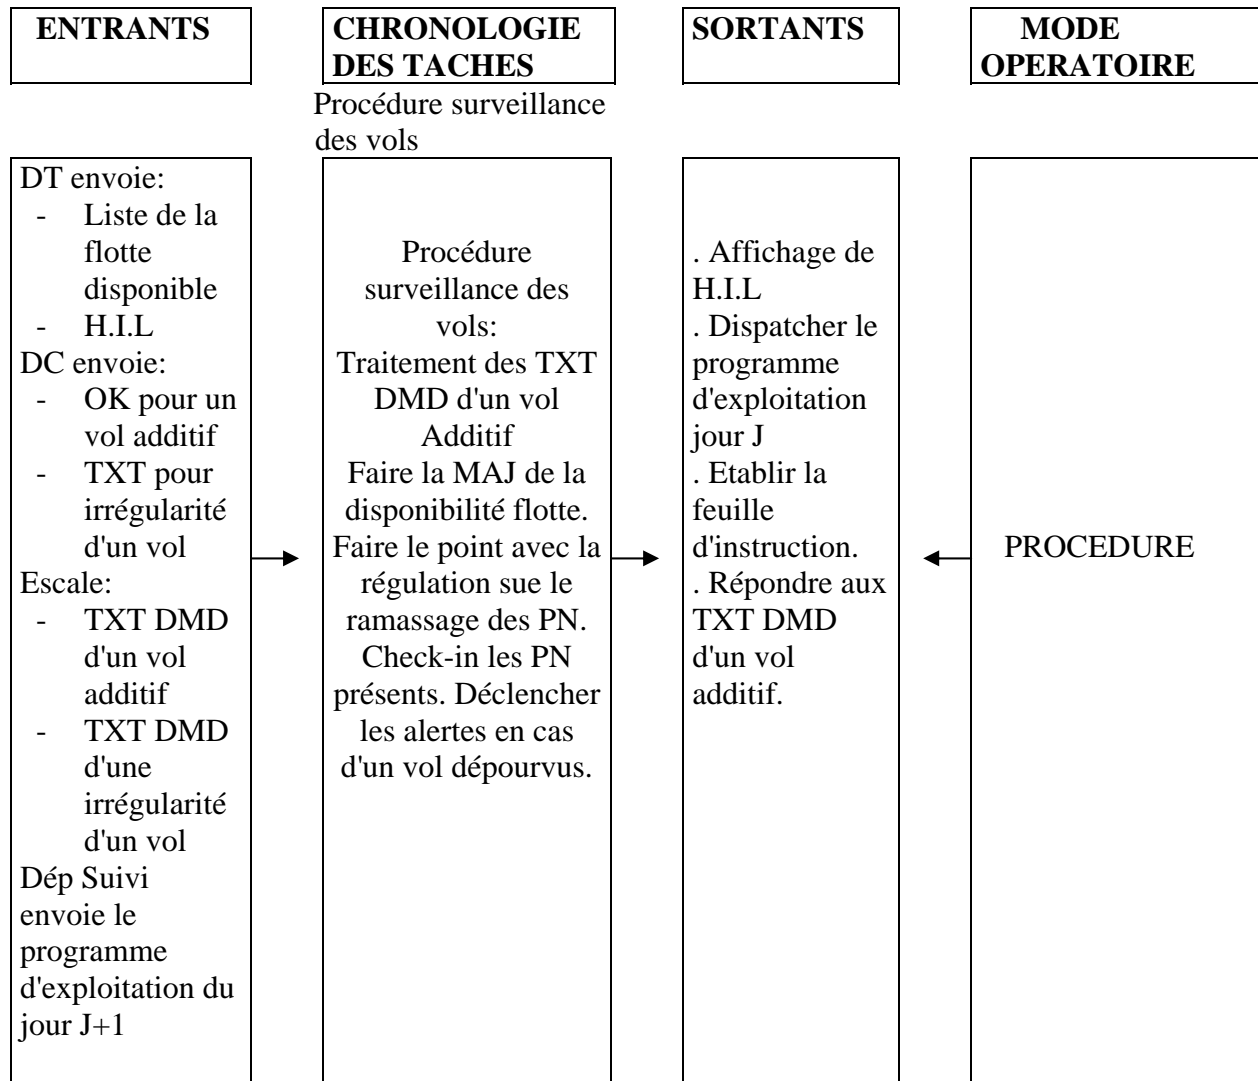 ENTRANTS
CHRONOLOGIE
DES TACHES
SORTANTS
MODE
OPERATOIRE
Procédure surveillance
des vols
DT envoie:
- Liste de la
flotte
disponible
- H.I.L
DC envoie:
- OK pour un
vol additif
- TXT pour
irrégularité
d'un vol
Escale:
- TXT DMD
d'un vol
additif
- TXT DMD
d'une
irrégularité
d'un vol
Dép Suivi
envoie le
programme
d'exploitation du
jour J+1
Procédure
surveillance des
vols:
Traitement des TXT
DMD d'un vol
Additif
Faire la MAJ de la
disponibilité flotte.
Faire le point avec la
régulation sue le
ramassage des PN.
Check-in les PN
présents. Déclencher
les alertes en cas
d'un vol dépourvus.
. Affichage de
H.I.L
. Dispatcher le
programme
d'exploitation
jour J
. Etablir la
feuille
d'instruction.
. Répondre aux
TXT DMD
d'un vol
additif.
PROCEDURE